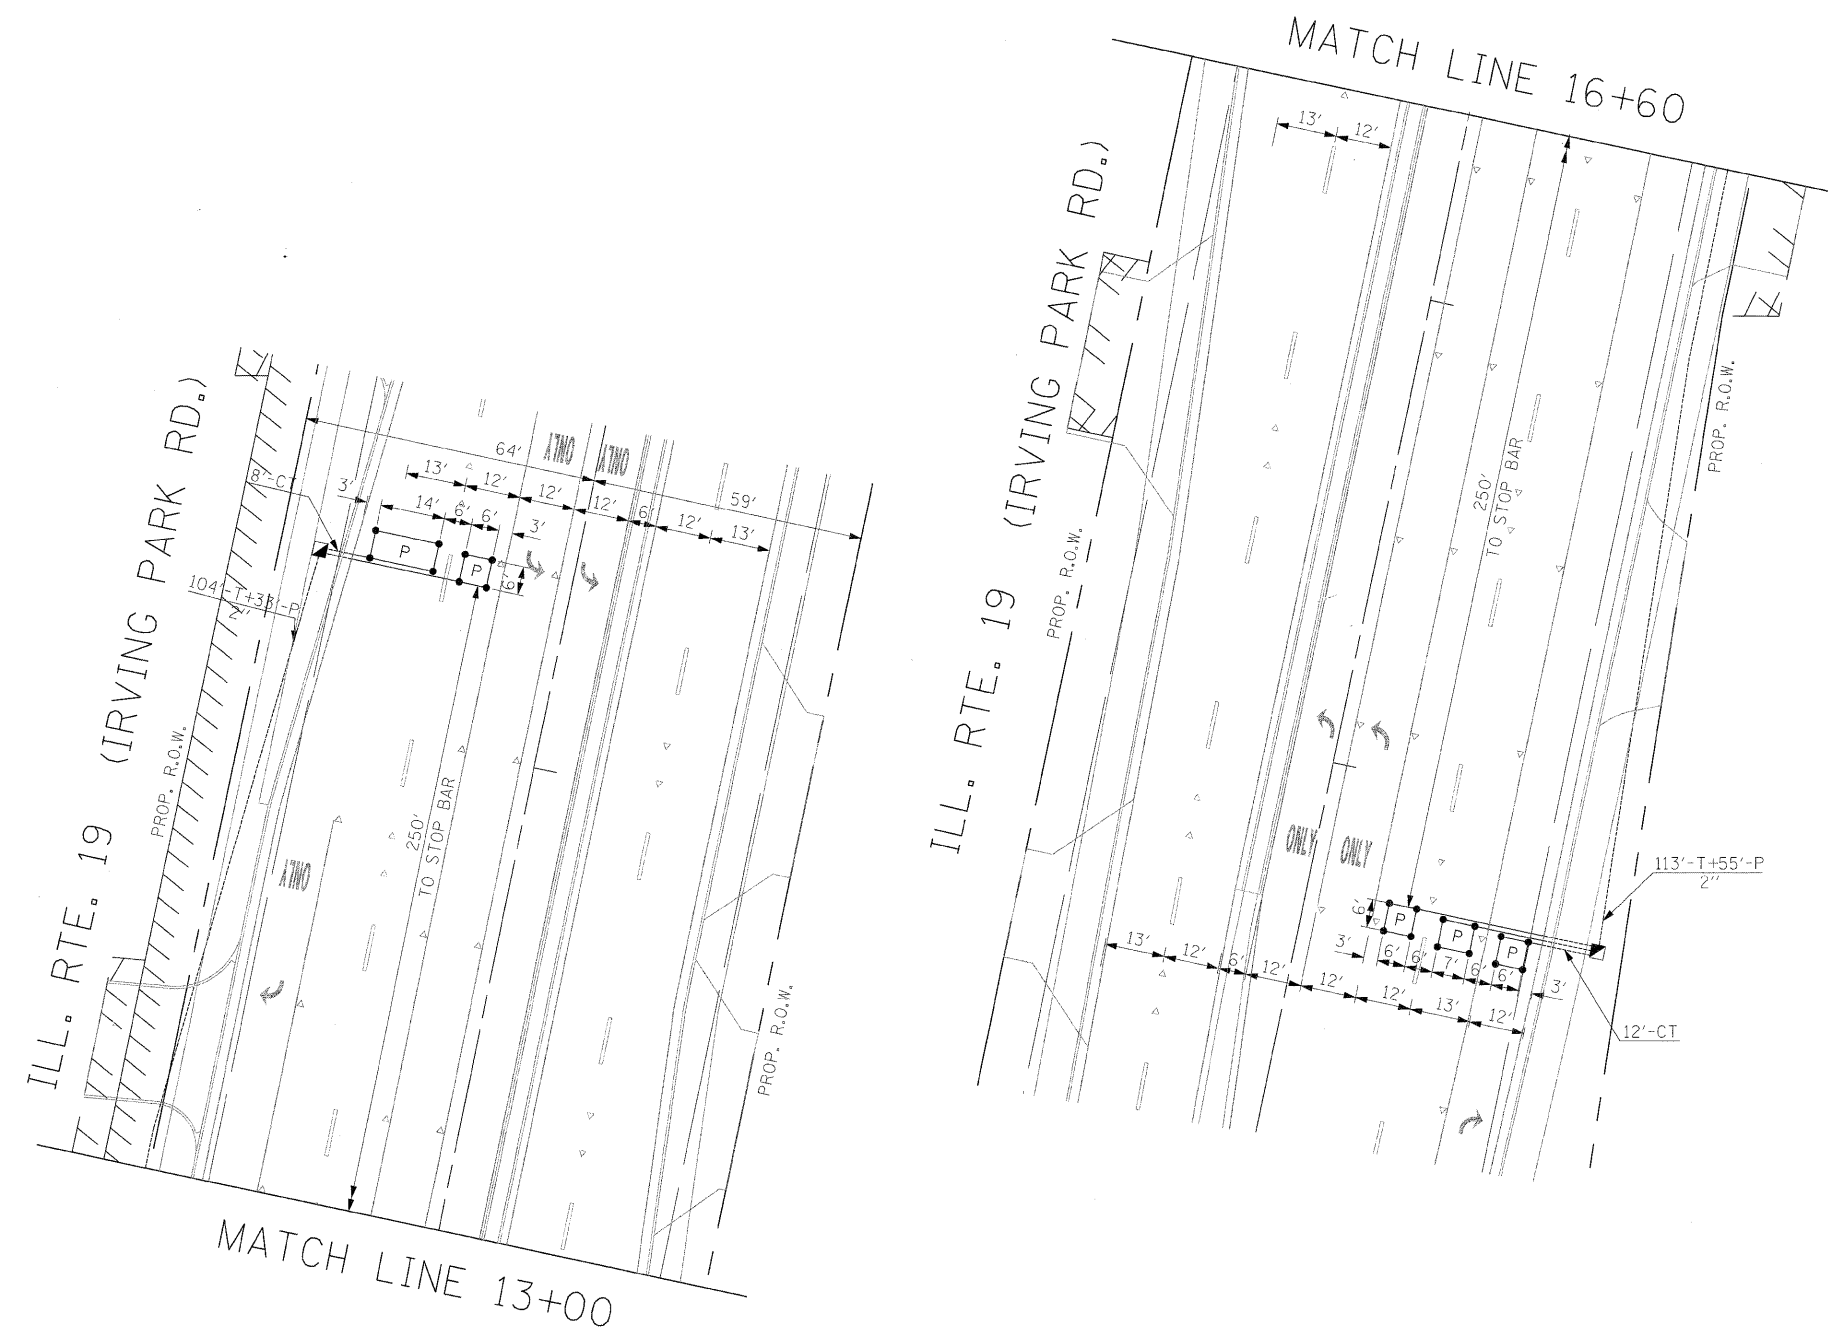 MATCH LINE 16+60
13'
12'
ILL. RTE. 19 (IRVING PARK RD.)
PROP. R.O.W.
PROP. R.O.W.
250'
TO STOP BAR
ONLY
ONLY
113'-T+55'-P
2"
6'
P
P
P
3'
6'
6'
7'
6'
6'
3'
13'
12'
6'
12'
12'
12'
13'
12'
12'-CT
ILL. RTE. 19 (IRVING PARK RD.)
PROP. R.O.W.
64'
59'
ONLY
ONLY
8'-CT
13'
12'
12'
12'
6'
12'
13'
3'
14'
6'
6'
3'
P
P
6'
104'-T+33'-P
2"
250'
TO STOP BAR
ONLY
PROP. R.O.W.
MATCH LINE 13+00